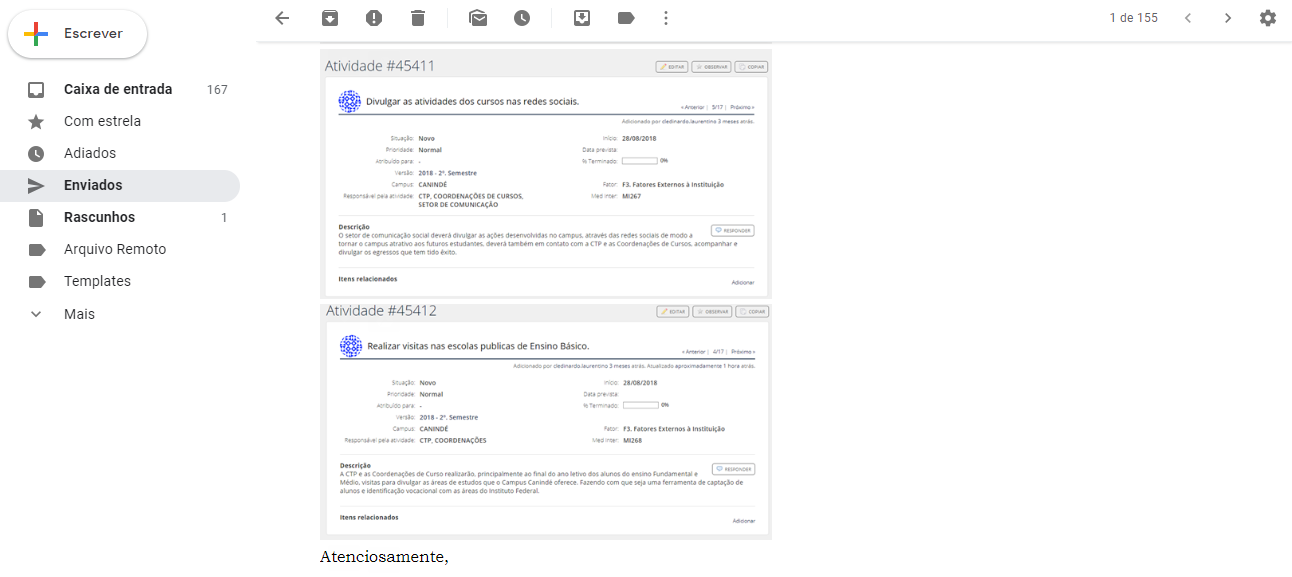 Escrever
1 de 155
Caixa de entrada 167
Com estrela
Adiados
Enviados
Rascunhos 1
Arquivo Remoto
Templates
Mais
Atividade #45411
EDITAR OBSERVAR COPIAR
Divulgar as atividades dos cursos nas redes sociais.
« Anterior | 5/17 | Próximo »
Adicionado por cledinardo.laurentino 3 meses atrás.
Situação: Novo Início: 28/08/2018
Prioridade: Normal Data prevista:
Atribuído para: - % Terminado: 0%
Versão: 2018 - 2º. Semestre
Campus: CANINDÉ Fator: F3. Fatores Externos à Instituição
Responsável pela atividade: CTP, COORDENAÇÕES DE CURSOS, Med Inter: MI267
SETOR DE COMUNICAÇÃO
Descrição RESPONDER
O setor de comunicação social deverá divulgar as ações desenvolvidas no campus, através das redes sociais de modo a
tornar o campus atrativo aos futuros estudantes, deverá também em contato com a CTP e as Coordenações de Cursos, acompanhar e
divulgar os egressos que tem tido êxito.
Itens relacionados
Adicionar
Atividade #45412
EDITAR OBSERVAR COPIAR
Realizar visitas nas escolas publicas de Ensino Básico.
« Anterior | 4/17 | Próximo »
Adicionado por cledinardo.laurentino 3 meses atrás. Atualizado aproximadamente 1 hora atrás.
Situação: Novo Início: 28/08/2018
Prioridade: Normal Data prevista:
Atribuído para: - % Terminado: 0%
Versão: 2018 - 2º. Semestre
Campus: CANINDÉ Fator: F3. Fatores Externos à Instituição
Responsável pela atividade: CTP, COORDENAÇÕES Med Inter: MI268
Descrição RESPONDER
A CTP e as Coordenações de Curso realizarão, principalmente ao final do ano letivo dos alunos do ensino Fundamental e
Médio, visitas para divulgar as áreas de estudos que o Campus Canindé oferece. Fazendo com que seja uma ferramenta de captação de
alunos e identificação vocacional com as áreas do Instituto Federal.
Itens relacionados
Adicionar
Atenciosamente,